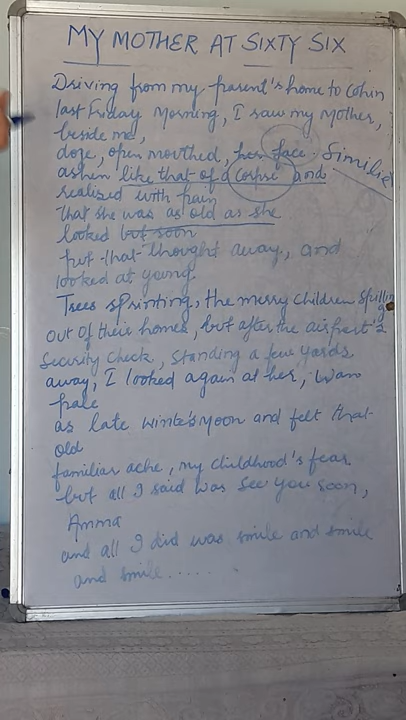 MY MOTHER AT SIXTY SIX
Driving from my parent's home to Cohin
last Friday Morning, I saw my Mother,
beside me,
doze, open mouthed, her face Similie
ashen like that of a Corpse and
realized with pain
that she was as old as she
looked but soon
put that thought away, and
looked at young
Trees sprinting, the merry children spilling
out of their homes, but after the airport's
Security Check, standing a few yards
away, I looked again at her, wan
pale
as late winte's moon and felt that
old
familiar ache, my childhood's fear
but all I said was See you soon,
Amma
and all I did was smile and smile
and smile.......